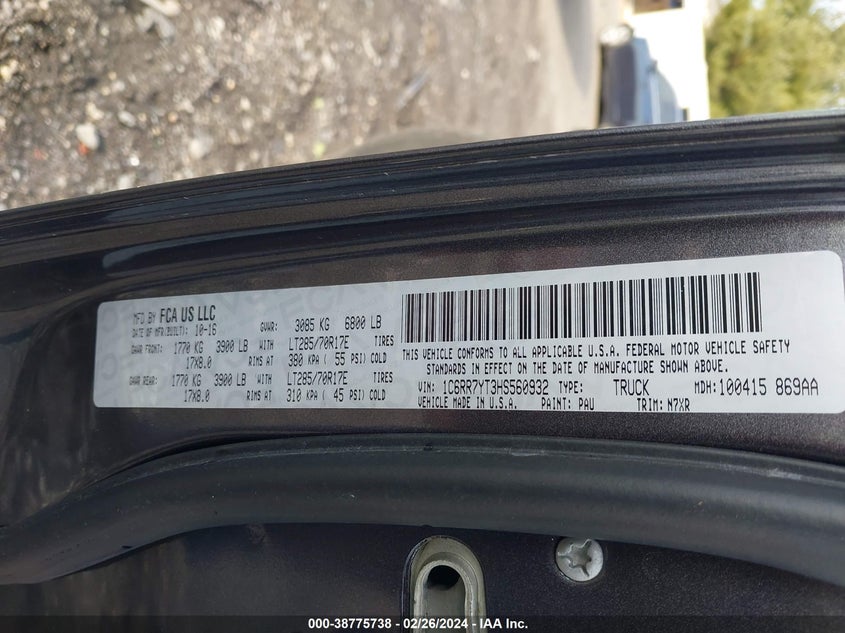 MFD BY FCA US LLC
DATE OF MFR(BUILT): 10-16 GVWR: 3085 KG 6800 LB
GAWR FRONT: 1770 KG 3900 LB WITH LT285/70R17E TIRES
17X8.0 RIMS AT 380 KPA ( 55 PSI) COLD
GAWR REAR: 1770 KG 3900 LB WITH LT285/70R17E TIRES
17X8.0 RIMS AT 310 KPA ( 45 PSI) COLD
THIS VEHICLE CONFORMS TO ALL APPLICABLE U.S.A. FEDERAL MOTOR VEHICLE SAFETY
STANDARDS IN EFFECT ON THE DATE OF MANUFACTURE SHOWN ABOVE.
VIN: 1C6RR7YT3HS560932 TYPE: TRUCK MDH: 100415 869AA
VEHICLE MADE IN U.S.A. PAINT: PAU TRIM: N7XR
000-38775738 - 02/26/2024 - IAA Inc.